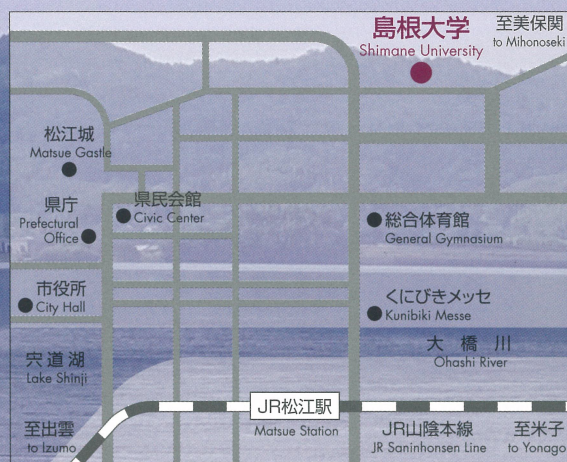 島根大学
Shimane University
至美保関
to Mihonoseki
松江城
Matsue Gastle
県庁
Prefectural
Office
県民会館
Civic Center
総合体育館
General Gymnasium
市役所
City Hall
くにびきメッセ
Kunibiki Messe
大橋川
Ohashi River
宍道湖
Lake Shinji
JR松江駅
Matsue Station
至出雲
to Izumo
JR山陰本線
JR Saninhonsen Line
至米子
to Yonago